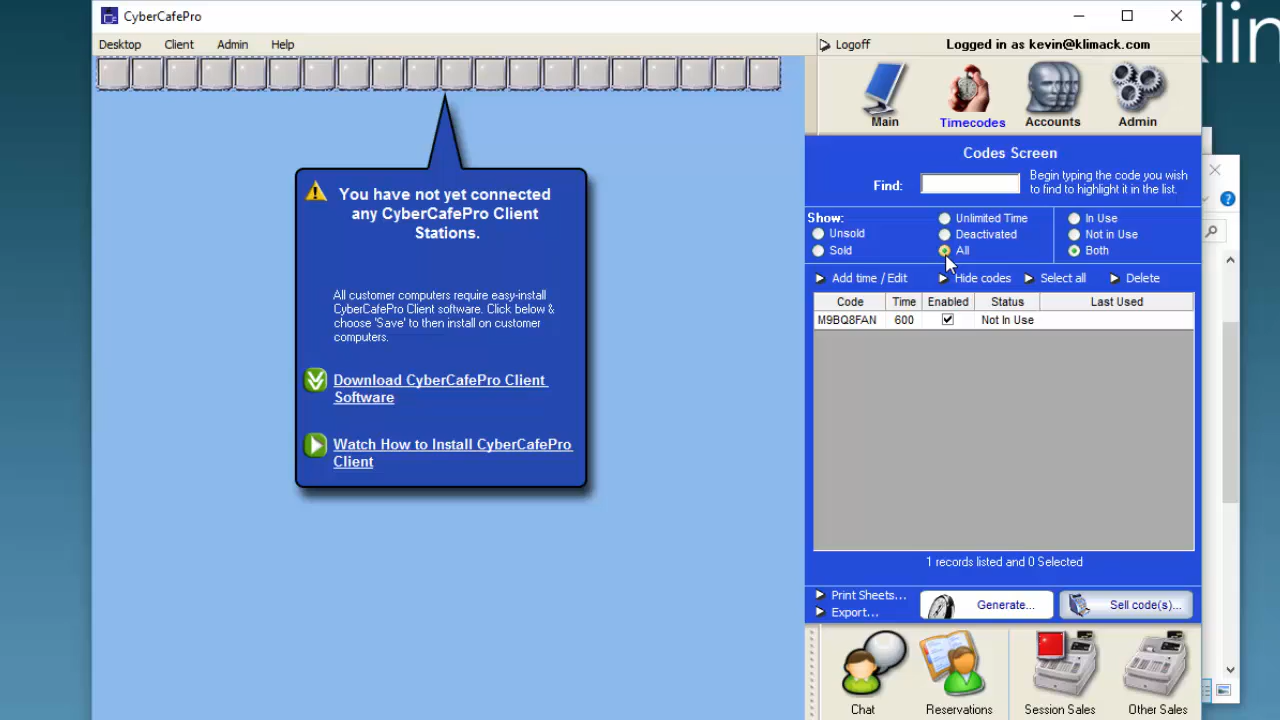 CyberCafePro
Desktop Client Admin Help
Logoff Logged in as kevin@klimack.com
Main Timecodes Accounts Admin
Codes Screen
Find: Begin typing the code you wish
to find to highlight it in the list.
Show:
Unlimited Time In Use
Unsold Deactivated Not in Use
Sold All Both
Add time / Edit Hide codes Select all Delete
Code Time Enabled Status Last Used
M9BQ8FAN 600 Not In Use
1 records listed and 0 Selected
Print Sheets...
Export...
Generate... Sell code(s)...
Chat Reservations Session Sales Other Sales
You have not yet connected
any CyberCafePro Client
Stations.
All customer computers require easy-install
CyberCafePro Client software. Click below &
choose 'Save' to then install on customer
computers.
Download CyberCafePro Client
Software
Watch How to Install CyberCafePro
Client